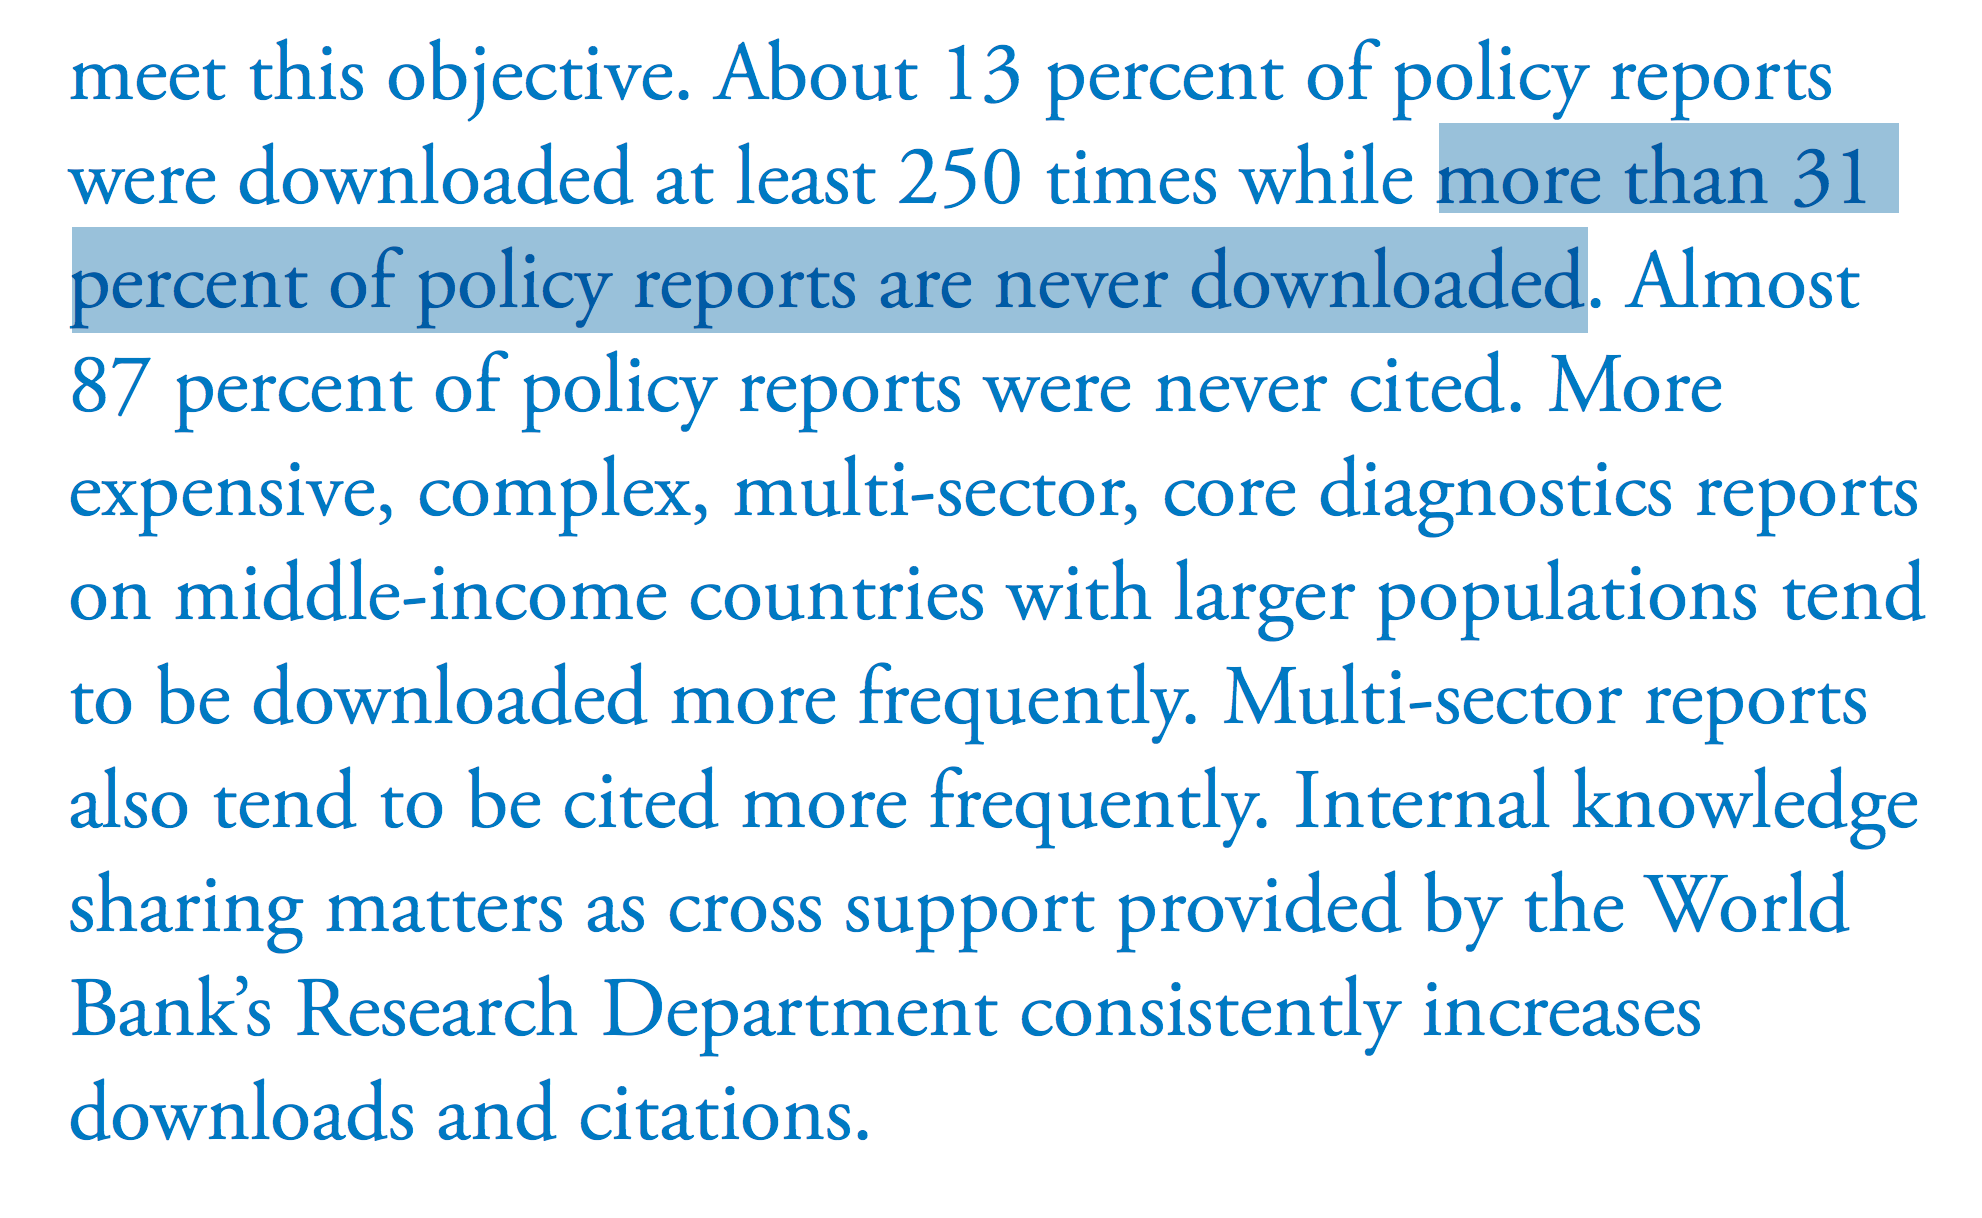 meet this objective. About 13 percent of policy reports
were downloaded at least 250 times while more than 31
percent of policy reports are never downloaded. Almost
87 percent of policy reports were never cited. More
expensive, complex, multi-sector, core diagnostics reports
on middle-income countries with larger populations tend
to be downloaded more frequently. Multi-sector reports
also tend to be cited more frequently. Internal knowledge
sharing matters as cross support provided by the World
Bank’s Research Department consistently increases
downloads and citations.